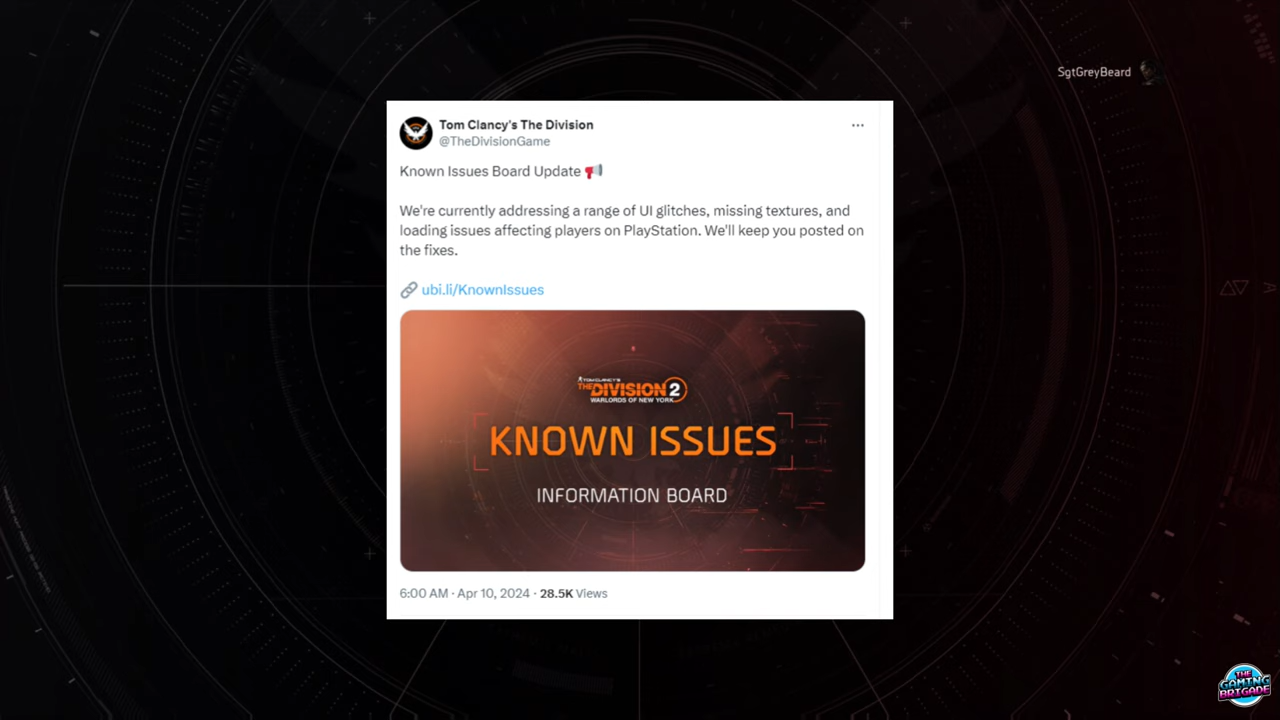 SgtGreyBeard
Tom Clancy's The Division
@TheDivisionGame
Known Issues Board Update
We're currently addressing a range of UI glitches, missing textures, and
loading issues affecting players on PlayStation. We'll keep you posted on
the fixes.
ubi.li/KnownIssues
TOM CLANCY'S
THE DIVISION 2
WARLORDS OF NEW YORK
KNOWN ISSUES
INFORMATION BOARD
6:00 AM · Apr 10, 2024 · 28.5K Views
THE
GAMING
BRIGADE